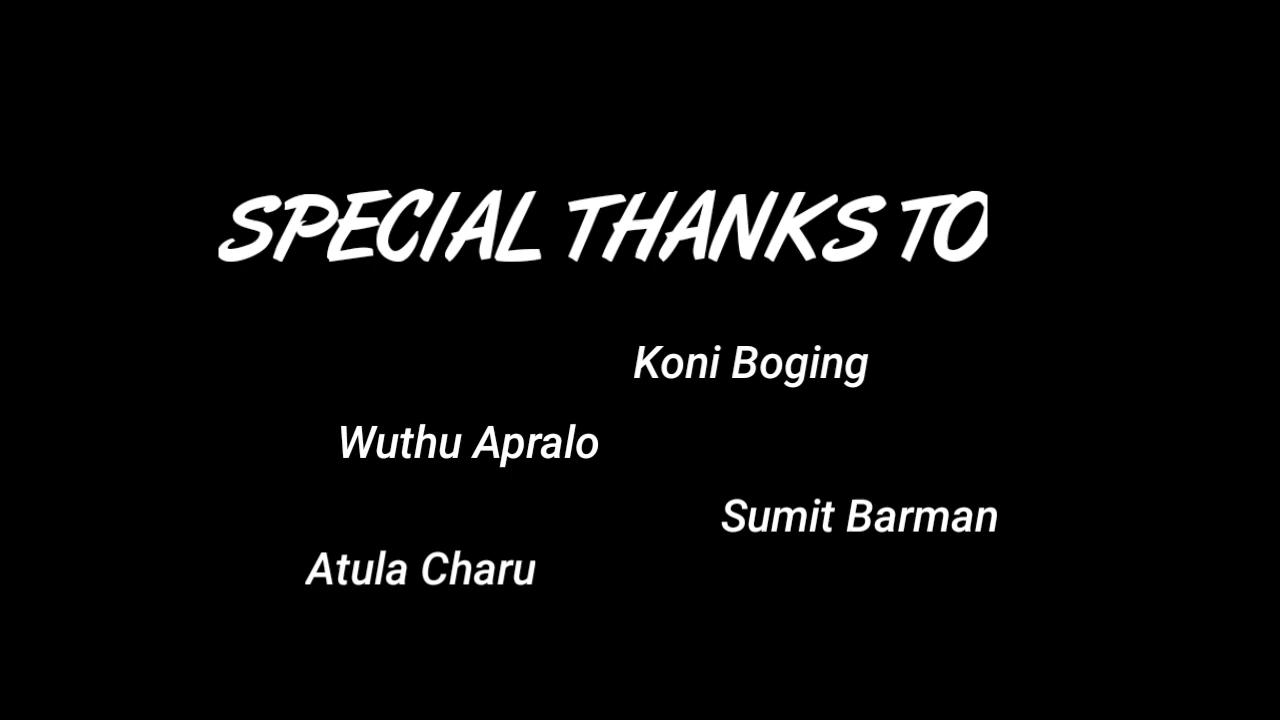 SPECIAL THANKS TO
Koni Boging
Wuthu Apralo
Sumit Barman
Atula Charu